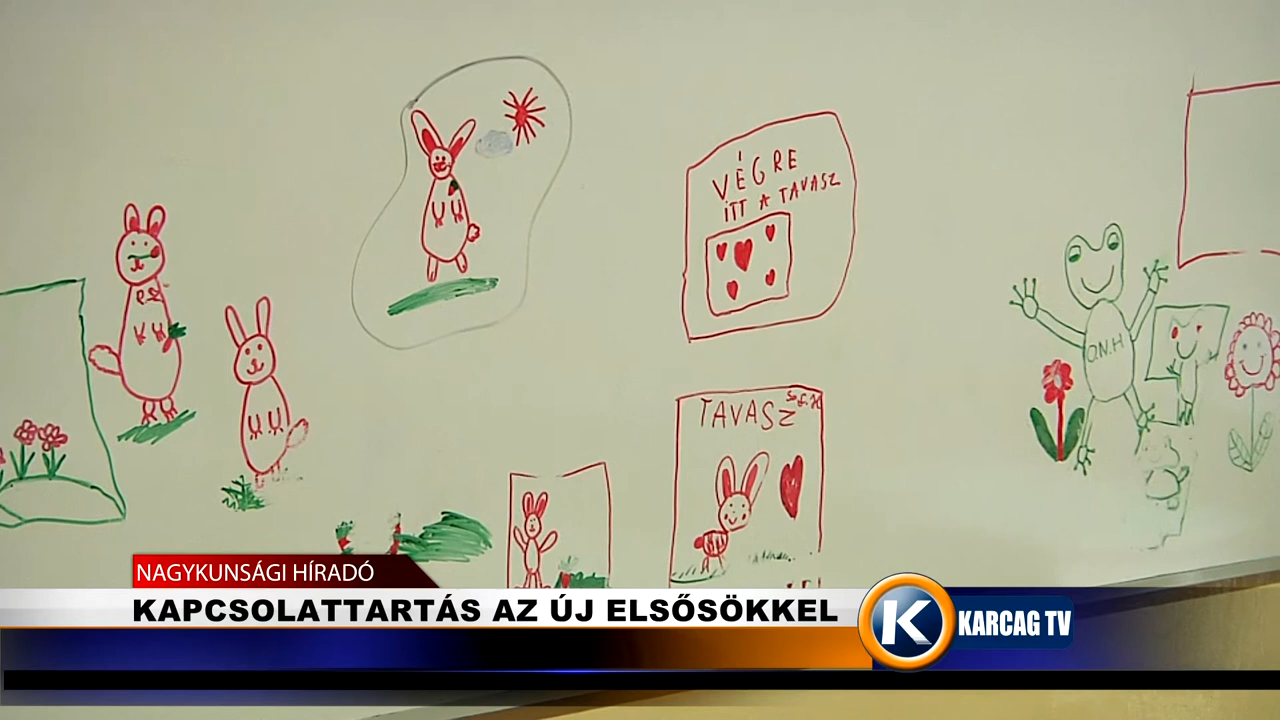 VÉGRE
ITT A TAVASZ
TAVASZ
O.N.H
NAGYKUNSÁGI HÍRADÓ
KAPCSOLATTARTÁS AZ ÚJ ELSŐSÖKKEL
K KARCAG TV